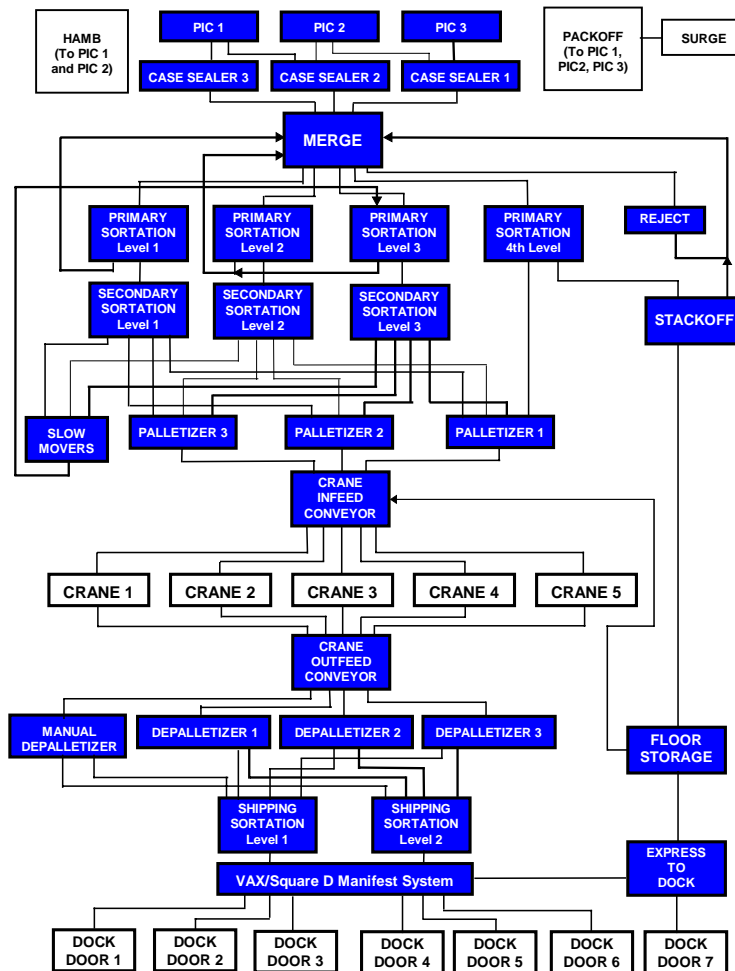 HAMB
(To PIC 1
and PIC 2)
PIC 1
PIC 2
PIC 3
PACKOFF
(To PIC 1,
PIC2, PIC 3)
SURGE
CASE SEALER 3
CASE SEALER 2
CASE SEALER 1
MERGE
PRIMARY
SORTATION
Level 1
PRIMARY
SORTATION
Level 2
PRIMARY
SORTATION
Level 3
PRIMARY
SORTATION
4th Level
REJECT
SECONDARY
SORTATION
Level 1
SECONDARY
SORTATION
Level 2
SECONDARY
SORTATION
Level 3
STACKOFF
SLOW
MOVERS
PALLETIZER 3
PALLETIZER 2
PALLETIZER 1
CRANE
INFEED
CONVEYOR
CRANE 1
CRANE 2
CRANE 3
CRANE 4
CRANE 5
CRANE
OUTFEED
CONVEYOR
MANUAL
DEPALLETIZER
DEPALLETIZER 1
DEPALLETIZER 2
DEPALLETIZER 3
FLOOR
STORAGE
SHIPPING
SORTATION
Level 1
SHIPPING
SORTATION
Level 2
EXPRESS
TO
DOCK
VAX/Square D Manifest System
DOCK
DOOR 1
DOCK
DOOR 2
DOCK
DOOR 3
DOCK
DOOR 4
DOCK
DOOR 5
DOCK
DOOR 6
DOCK
DOOR 7